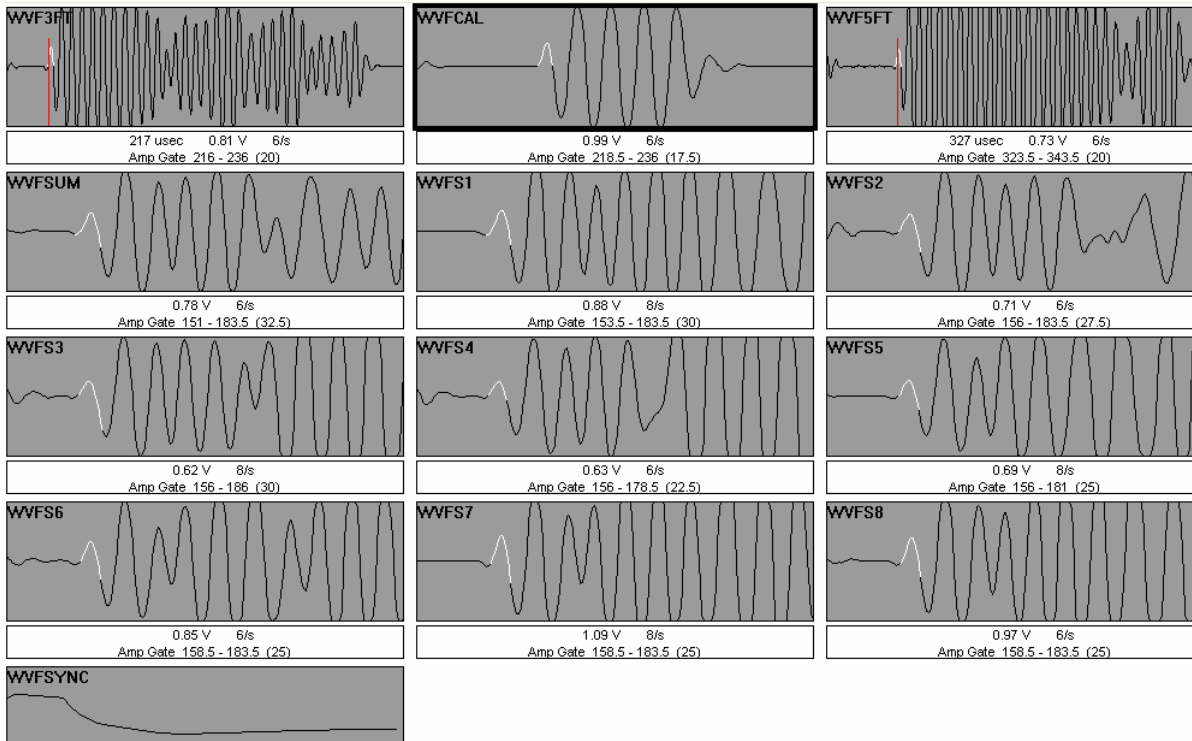 WVF3FT
217 usec 0.81 V 6/s
Amp Gate 216 - 236 (20)
WVFCAL
0.99 V 6/s
Amp Gate 218.5 - 236 (17.5)
WVF5FT
327 usec 0.73 V 6/s
Amp Gate 323.5 - 343.5 (20)
WVFSUM
0.78 V 6/s
Amp Gate 151 - 183.5 (32.5)
WVFS1
0.88 V 8/s
Amp Gate 153.5 - 183.5 (30)
WVFS2
0.71 V 6/s
Amp Gate 156 - 183.5 (27.5)
WVFS3
0.62 V 8/s
Amp Gate 156 - 186 (30)
WVFS4
0.63 V 6/s
Amp Gate 156 - 178.5 (22.5)
WVFS5
0.69 V 8/s
Amp Gate 156 - 181 (25)
WVFS6
0.85 V 6/s
Amp Gate 158.5 - 183.5 (25)
WVFS7
1.09 V 8/s
Amp Gate 158.5 - 183.5 (25)
WVFS8
0.97 V 6/s
Amp Gate 158.5 - 183.5 (25)
WVFSYNC